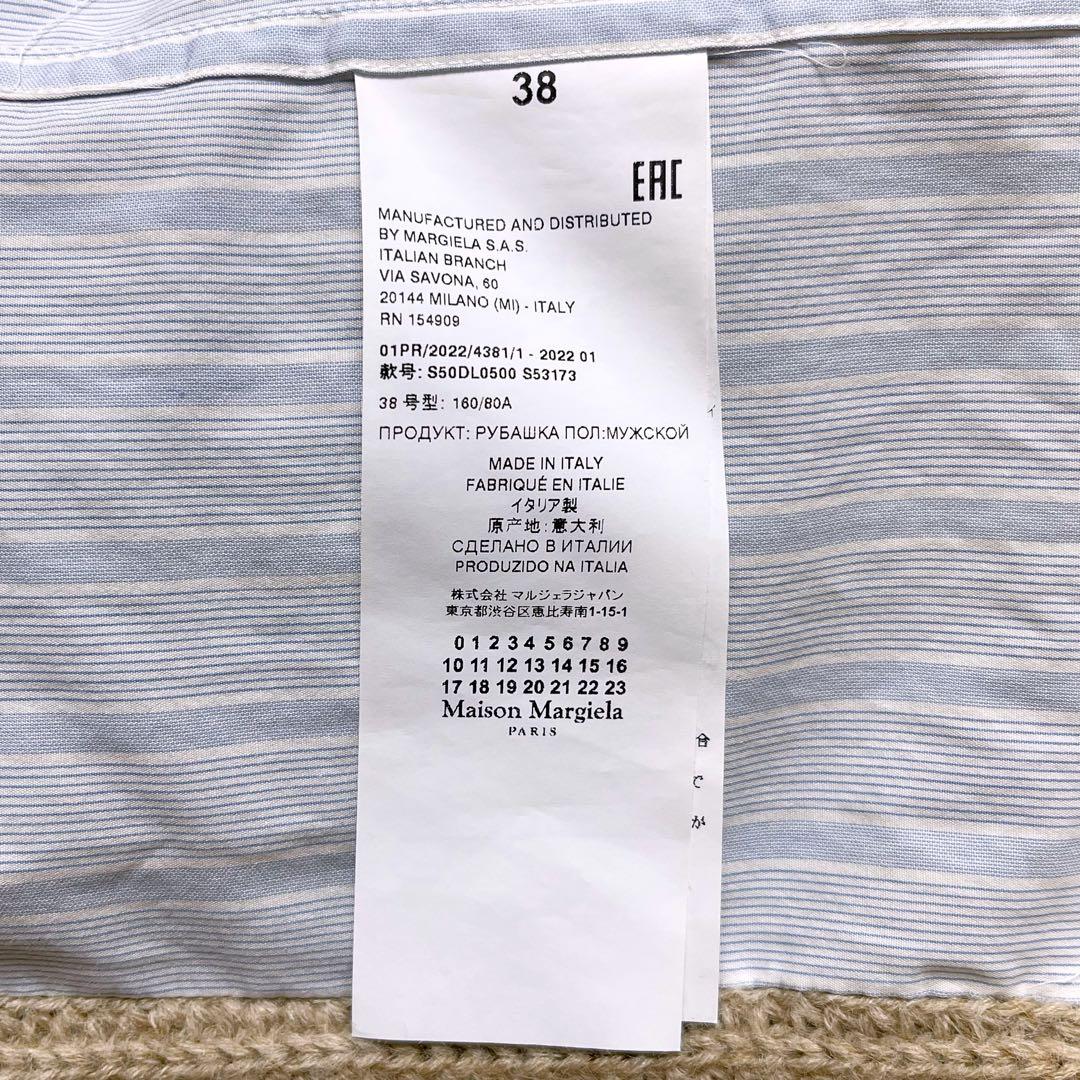 38
EAC
MANUFACTURED AND DISTRIBUTED
BY MARGIELA S.A.S.
ITALIAN BRANCH
VIA SAVONA, 60
20144 MILANO (MI) - ITALY
RN 154909
01PR/2022/4381/1 - 2022 01
款号: S50DL0500 S53173
38 号型: 160/80A
ПРОДУКТ: РУБАШКА ПОЛ:МУЖСКОЙ
MADE IN ITALY
FABRIQUÉ EN ITALIE
イタリア製
原产地:意大利
СДЕЛАНО В ИТАЛИИ
PRODUZIDO NA ITALIA
株式会社 マルジェラジャパン
東京都渋谷区恵比寿南1-15-1
0 1 2 3 4 5 6 7 8 9
10 11 12 13 14 15 16
17 18 19 20 21 22 23
Maison Margiela
PARIS
合
で
が